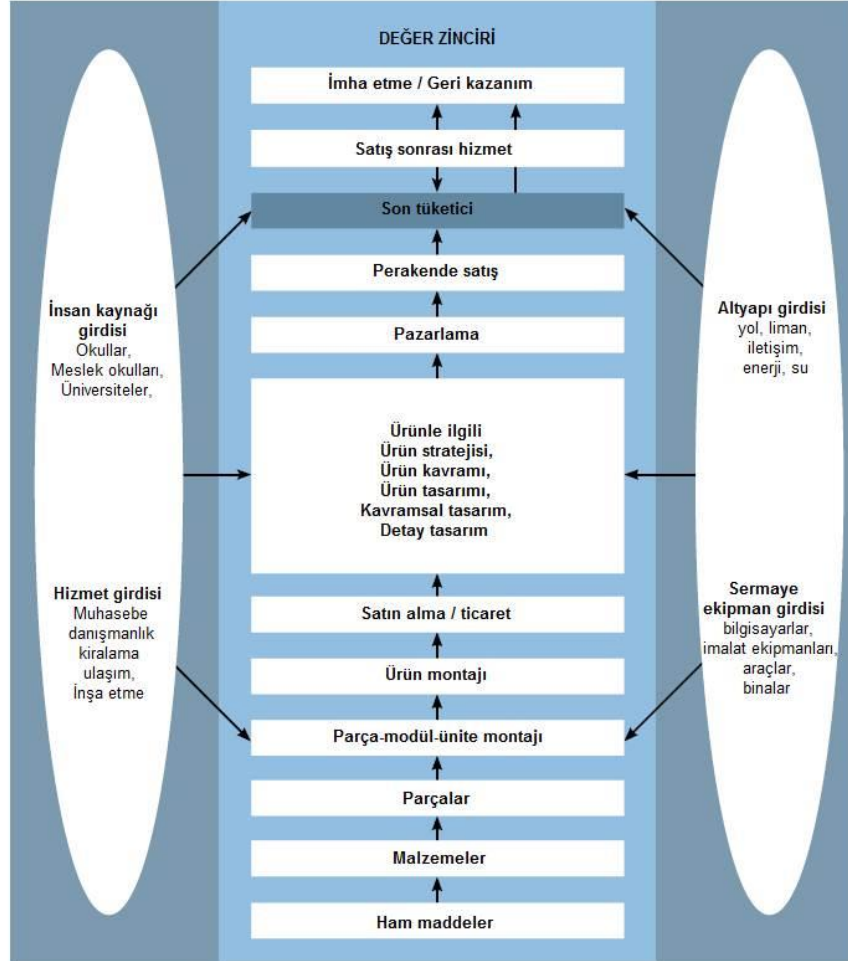 DEĞER ZİNCİRİ
İmha etme / Geri kazanım
Satış sonrası hizmet
Son tüketici
Perakende satış
Pazarlama
Ürünle ilgili
Ürün stratejisi,
Ürün kavramı,
Ürün tasarımı,
Kavramsal tasarım,
Detay tasarım
Satın alma / ticaret
Ürün montajı
Parça-modül-ünite montajı
Parçalar
Malzemeler
Ham maddeler
İnsan kaynağı
girdisi
Okullar,
Meslek okulları,
Üniversiteler,
Hizmet girdisi
Muhasebe
danışmanlık
kiralama
ulaşım,
İnşa etme
Altyapı girdisi
yol, liman,
iletişim,
enerji, su
Sermaye
ekipman girdisi
bilgisayarlar,
imalat ekipmanları,
araçlar,
binalar